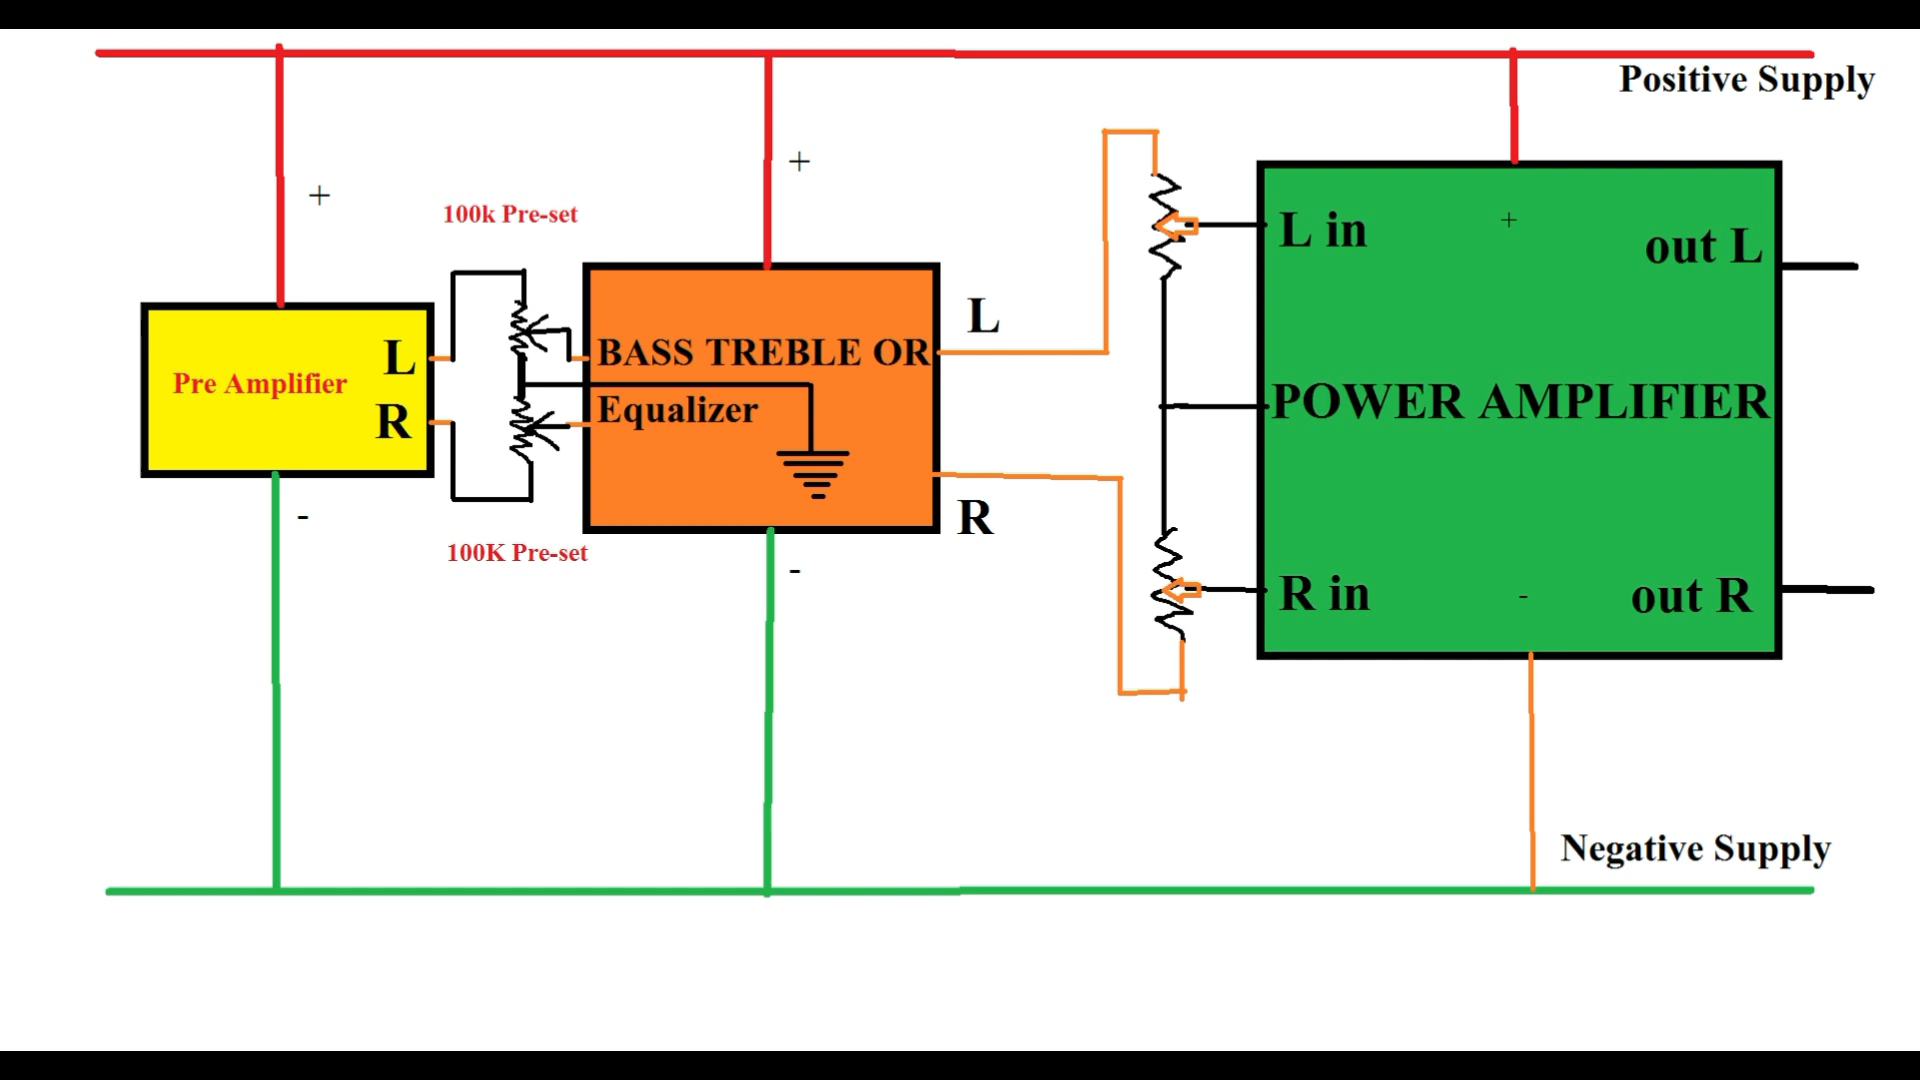 Positive Supply
+
+
100k Pre-set
L in
+
out L
L
BASS TREBLE OR
L
Pre Amplifier
R
Equalizer
POWER AMPLIFIER
-
R
100K Pre-set
-
R in
-
out R
Negative Supply